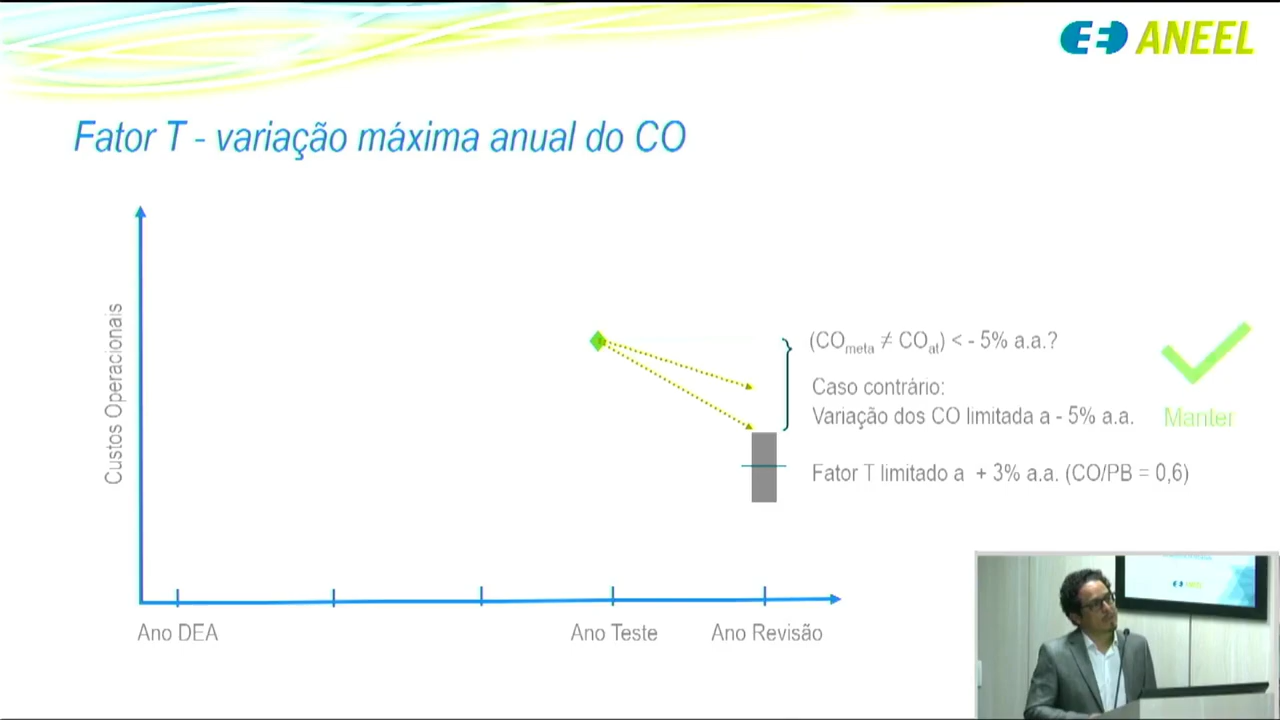 ANEEL
Fator T - variação máxima anual do CO
Custos Operacionais
(COmeta ≠ COat) < - 5% a.a.?
Caso contrário:
Variação dos CO limitada a - 5% a.a.
Manter
Fator T limitado a + 3% a.a. (CO/PB = 0,6)
Ano DEA
Ano Teste
Ano Revisão
ANEEL